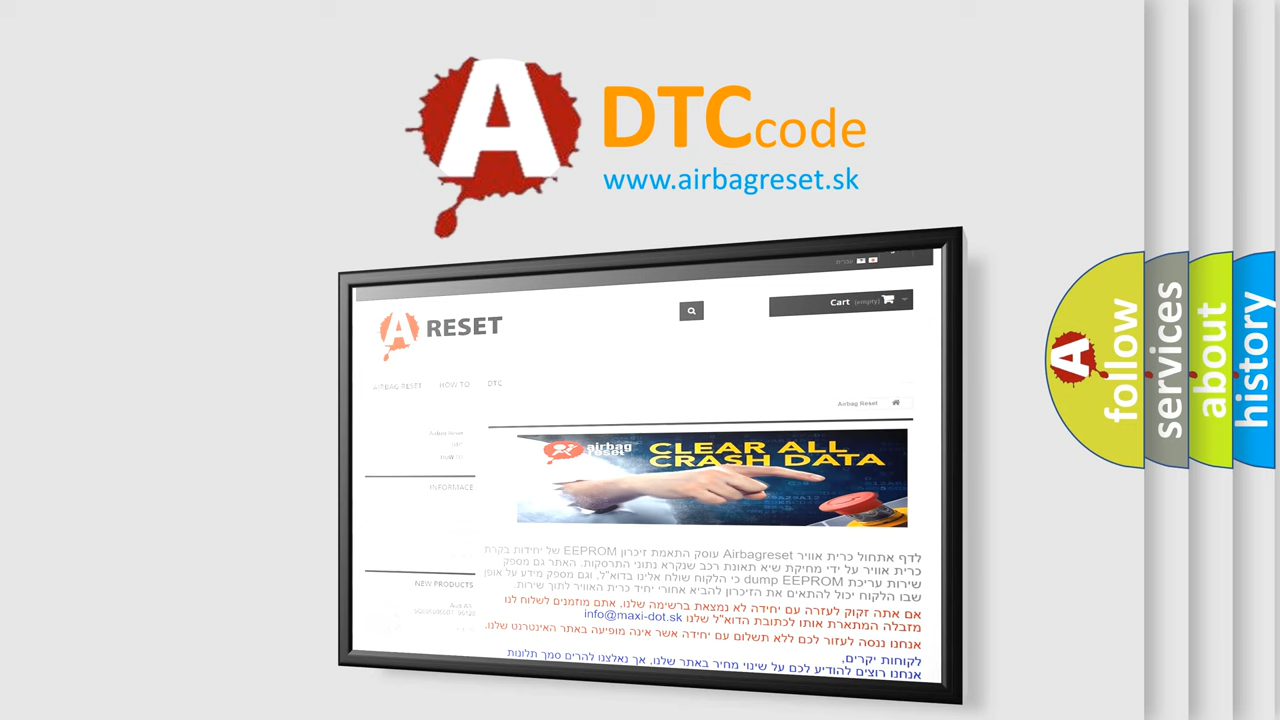 A
DTCcode
www.airbagreset.sk
עברית
Cart (empty)
A RESET
AIRBAG RESET HOW TO DTC
Airbag Reset
Airbag Reset
INFORMACE
NEW PRODUCTS
airbag
reset
CLEAR ALL
CRASH DATA
לדף אתחול כרית אוויר Airbagreset עוסק התאמת זיכרון EEPROM של יחידות בקרת
כרית אוויר על ידי מחיקת שיא תאונת רכב שנקרא נתוני התרסקות. האתר גם מספק
שירות עריכת dump EEPROM כי הלקוח שולח אלינו בדוא"ל, וגם מספק מידע על אופן
שבו הלקוח יכול להתאים את הזיכרון להביא אחורי יחיד כרית האוויר לתוך שירות.
אם אתה זקוק לעזרה עם יחידה לא נמצאת ברשימה שלנו, אתם מוזמנים לשלוח לנו
מזבלה המתארת אותו לכתובת הדוא"ל שלנו info@maxi-dot.sk
אנחנו ננסה לעזור לכם ללא תשלום עם יחידה אשר אינה מופיעה באתר האינטרנט שלנו.
לקוחות יקרים,
אנחנו רוצים להודיע לכם על שינוי מחיר באתר שלנו, אך נאלצנו להרים סמך תלונות
A
follow
services
about
history